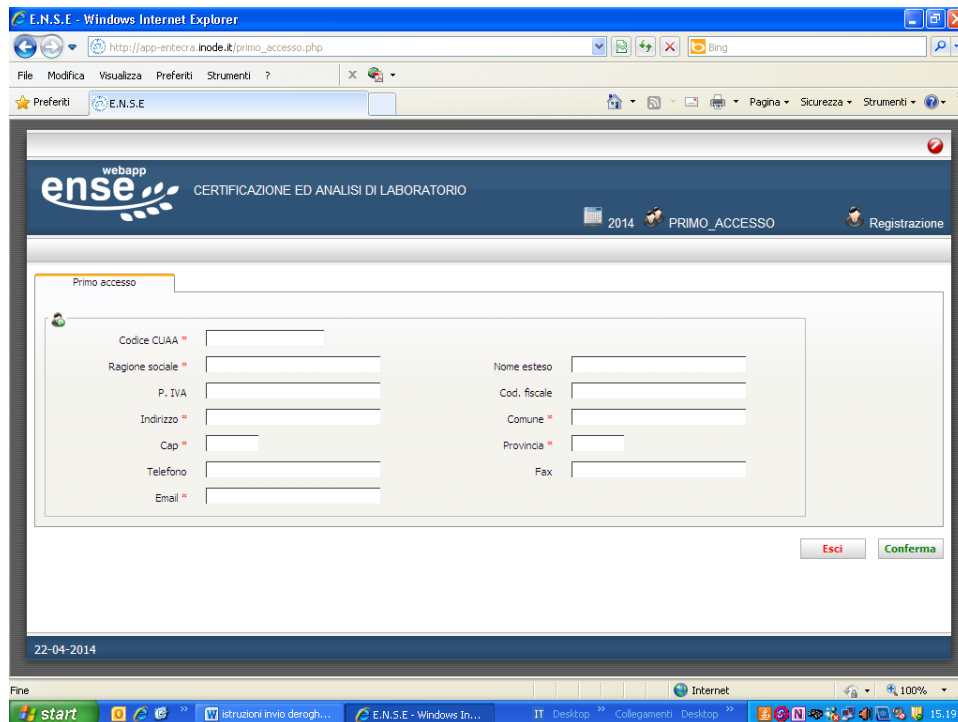 E.N.S.E - Windows Internet Explorer
http://app-entecra.inode.it/primo_accesso.php
Bing
File Modifica Visualizza Preferiti Strumenti ?
Preferiti E.N.S.E Pagina Sicurezza Strumenti
webapp
ense CERTIFICAZIONE ED ANALISI DI LABORATORIO
2014 PRIMO_ACCESSO Registrazione
Primo accesso
Codice CUAA *
Ragione sociale * Nome esteso
P. IVA Cod. fiscale
Indirizzo * Comune *
Cap * Provincia *
Telefono Fax
Email *
Esci Conferma
22-04-2014
Fine Internet 100%
start istruzioni invio derogh... E.N.S.E - Windows In... IT Desktop » Collegamenti Desktop » 15.19